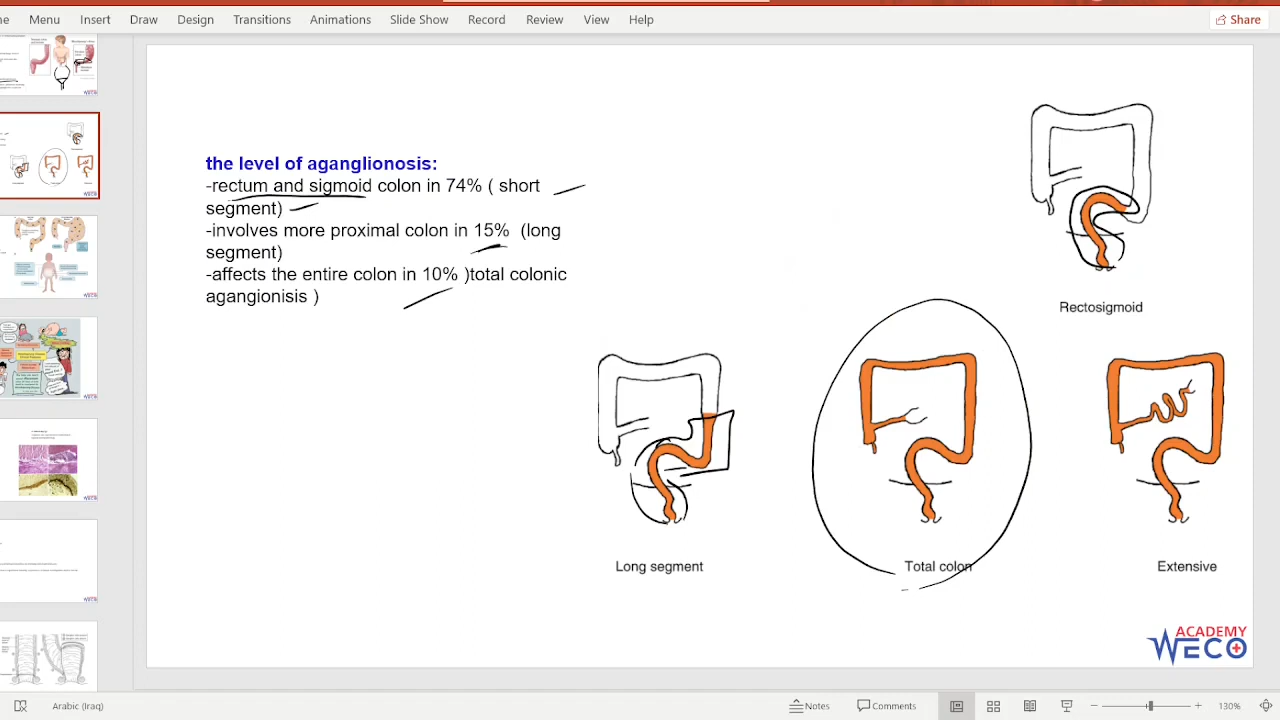 Menu Insert Draw Design Transitions Animations Slide Show Record Review View Help Share
the level of aganglionosis:
-rectum and sigmoid colon in 74% ( short
segment)
-involves more proximal colon in 15% (long
segment)
-affects the entire colon in 10% )total colonic
agangionisis )
Rectosigmoid
Long segment
Total colon
Extensive
ACADEMY
WECO
Arabic (Iraq) Notes Comments 130%